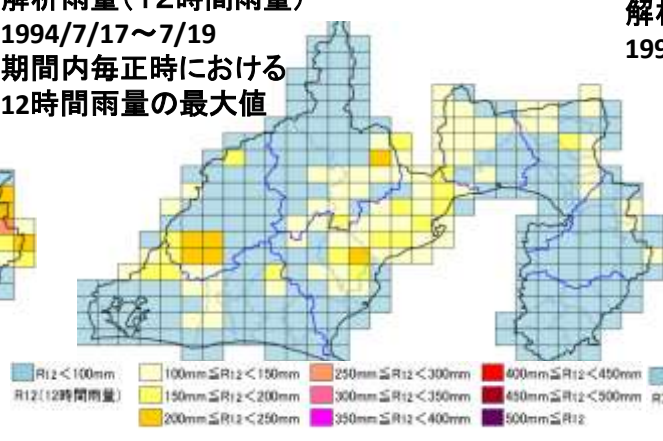 解析雨量(12時間雨量)
1994/7/17～7/19
期間内毎正時における
12時間雨量の最大値
解析
199
R12＜100mm
100mm≦R12＜150mm
250mm≦R12＜300mm
400mm≦R12＜450mm
R12(12時間雨量)
150mm≦R12＜200mm
300mm≦R12＜350mm
450mm≦R12＜500mm
200mm≦R12＜250mm
350mm≦R12＜400mm
500mm≦R12